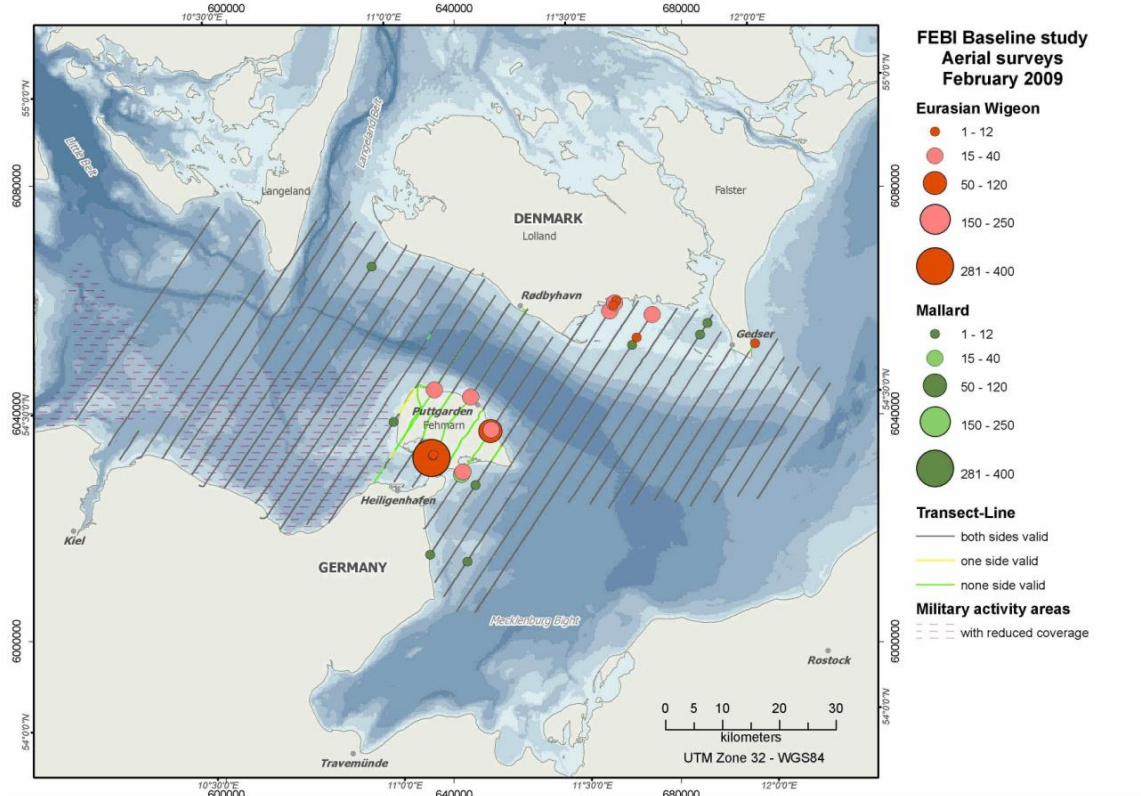 600000
640000
680000
10°30'0"E
11°0'0"E
11°30'0"E
12°0'0"E
55°0'0"N
55°0'0"N
Little Belt
Langeland Belt
6080000
6080000
Langeland
Falster
DENMARK
Lolland
Rødbyhavn
Gedser
54°30'0"N
54°30'0"N
6040000
6040000
Puttgarden
Fehmarn
Heiligenhafen
Kiel
GERMANY
Mecklenburg Bight
6000000
6000000
Rostock
54°0'0"N
54°0'0"N
0 5 10 20 30
kilometers
UTM Zone 32 - WGS84
Travemünde
10°30'0"E
11°0'0"E
11°30'0"E
12°0'0"E
600000
640000
680000
FEBI Baseline study
Aerial surveys
February 2009
Eurasian Wigeon
1 - 12
15 - 40
50 - 120
150 - 250
281 - 400
Mallard
1 - 12
15 - 40
50 - 120
150 - 250
281 - 400
Transect-Line
both sides valid
one side valid
none side valid
Military activity areas
with reduced coverage